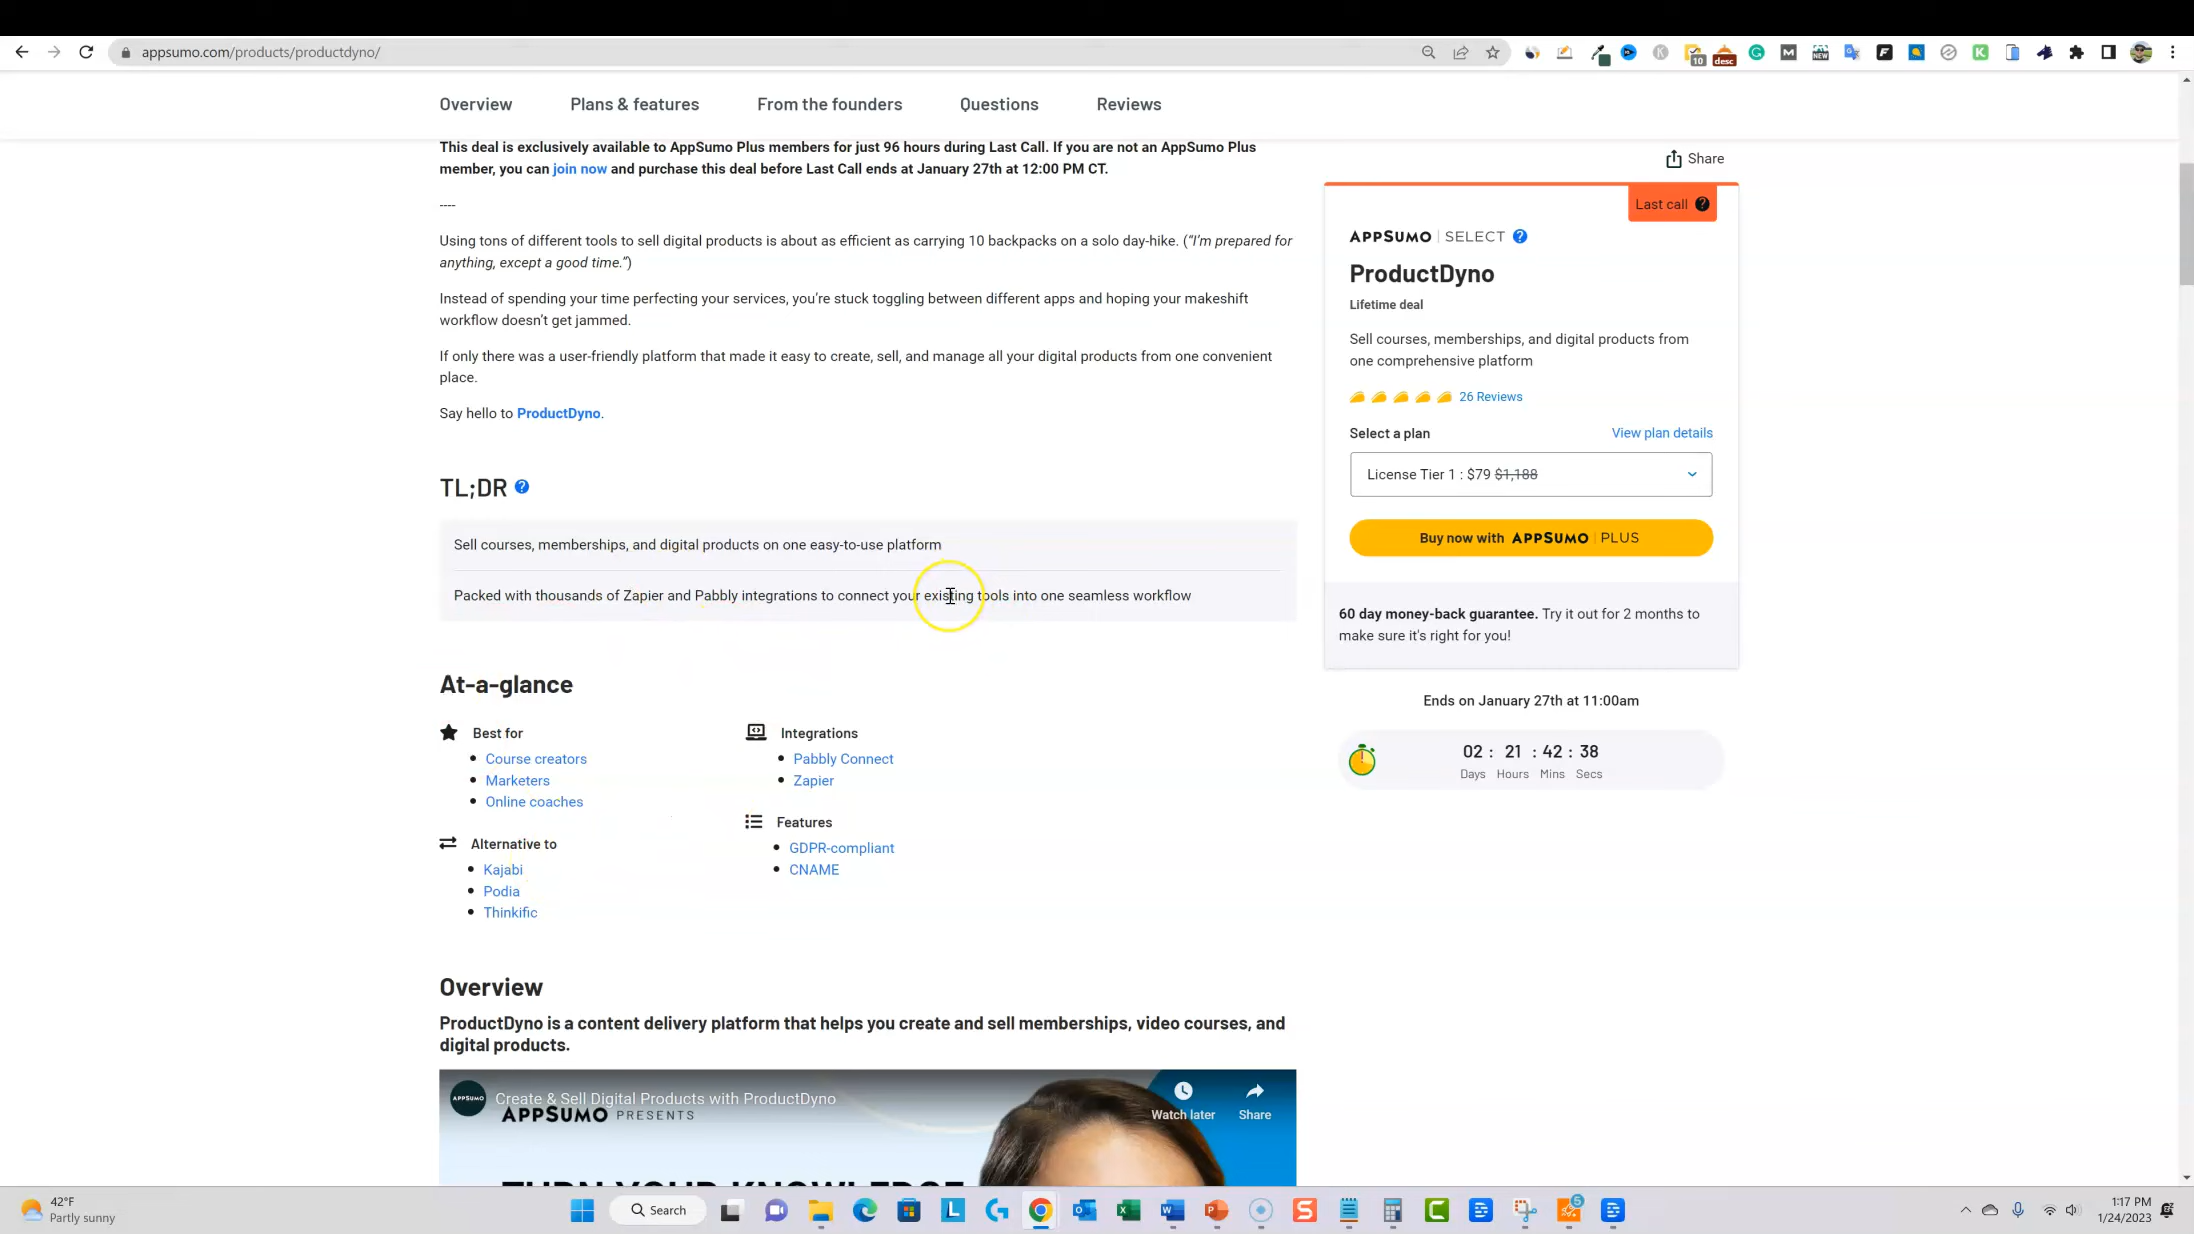 appsumo.com/products/productdyno/
10
desc
NEW
Overview
Plans & features
From the founders
Questions
Reviews
This deal is exclusively available to AppSumo Plus members for just 96 hours during Last Call. If you are not an AppSumo Plus
member, you can join now and purchase this deal before Last Call ends at January 27th at 12:00 PM CT.
----
Using tons of different tools to sell digital products is about as efficient as carrying 10 backpacks on a solo day-hike. (“I’m prepared for
anything, except a good time.”)
Instead of spending your time perfecting your services, you’re stuck toggling between different apps and hoping your makeshift
workflow doesn’t get jammed.
If only there was a user-friendly platform that made it easy to create, sell, and manage all your digital products from one convenient
place.
Say hello to ProductDyno.
TL;DR
Sell courses, memberships, and digital products on one easy-to-use platform
Packed with thousands of Zapier and Pabbly integrations to connect your existing tools into one seamless workflow
At-a-glance
Best for
Course creators
Marketers
Online coaches
Alternative to
Kajabi
Podia
Thinkific
Integrations
Pabbly Connect
Zapier
Features
GDPR-compliant
CNAME
Overview
ProductDyno is a content delivery platform that helps you create and sell memberships, video courses, and
digital products.
APPSUMO
Create & Sell Digital Products with ProductDyno
APPSUMO PRESENTS
Watch later
Share
TURN YOUR KNOWLEDGE
Share
Last call
APPSUMO | SELECT
ProductDyno
Lifetime deal
Sell courses, memberships, and digital products from
one comprehensive platform
26 Reviews
Select a plan
View plan details
License Tier 1 : $79 $1,188
Buy now with APPSUMO | PLUS
60 day money-back guarantee. Try it out for 2 months to
make sure it's right for you!
Ends on January 27th at 11:00am
02 : 21 : 42 : 38
Days Hours Mins Secs
42°F
Partly sunny
Search
5
1:17 PM
1/24/2023